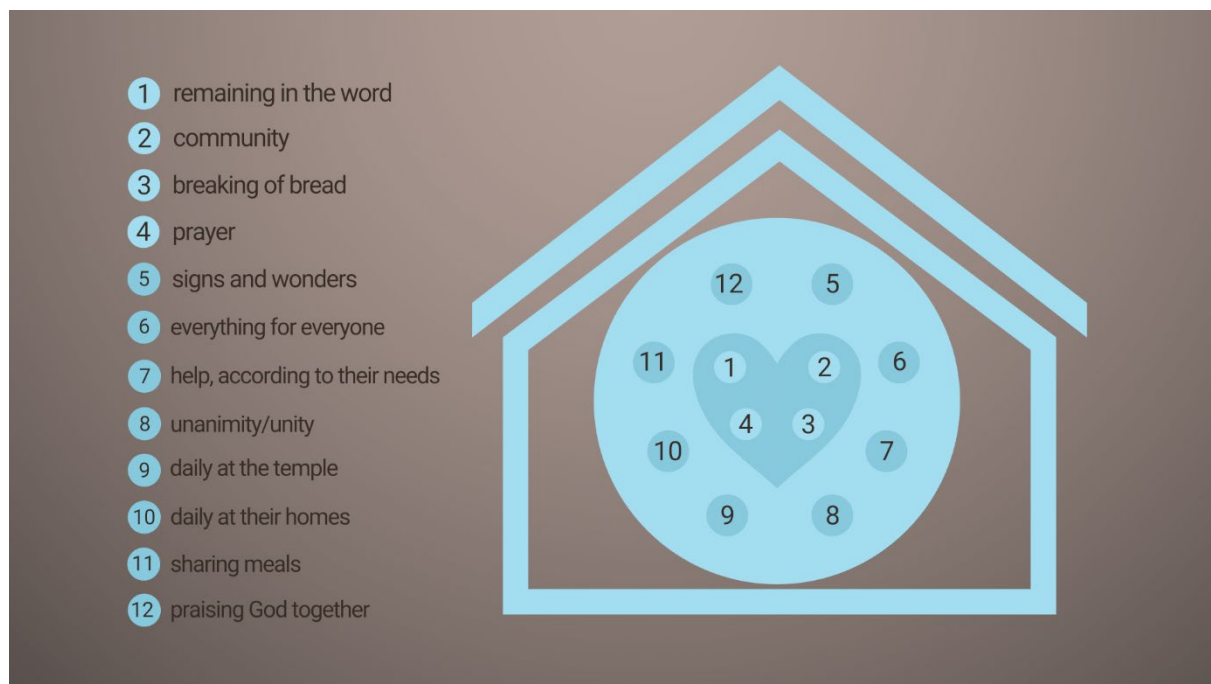 1 remaining in the word
2 community
3 breaking of bread
4 prayer
5 signs and wonders
6 everything for everyone
7 help, according to their needs
8 unanimity/unity
9 daily at the temple
10 daily at their homes
11 sharing meals
12 praising God together
12 5
11 1 2 6
4 3
10 7
9 8